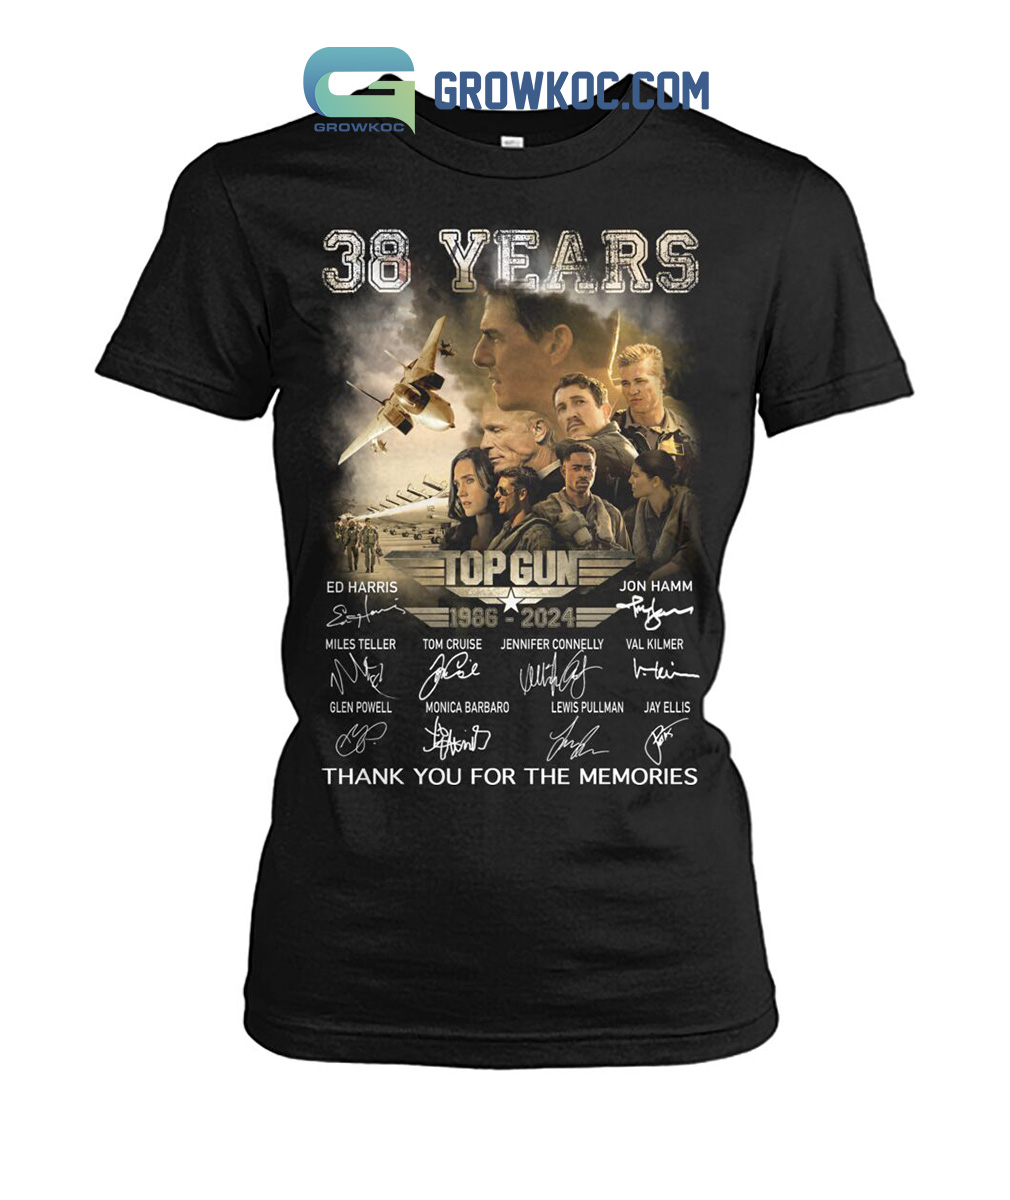 GROWKOC.COM
GROWKOC
38 YEARS
TOP GUN
ED HARRIS JON HAMM
1986 - 2024
MILES TELLER TOM CRUISE JENNIFER CONNELLY VAL KILMER
GLEN POWELL MONICA BARBARO LEWIS PULLMAN JAY ELLIS
THANK YOU FOR THE MEMORIES